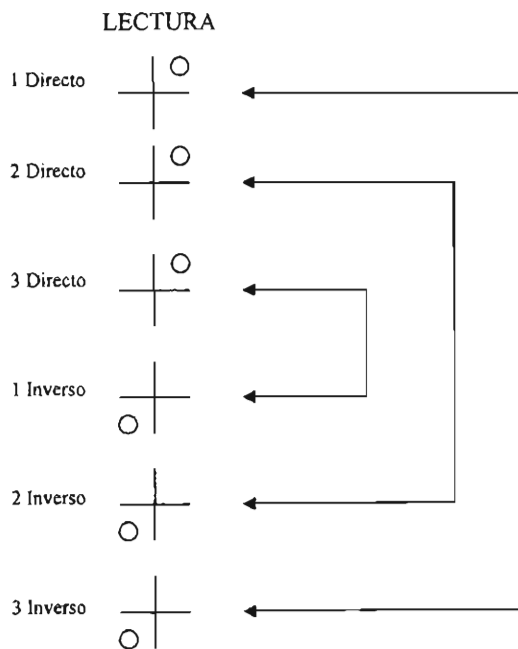 LECTURA
1 Directo
2 Directo
3 Directo
1 Inverso
2 Inverso
3 Inverso